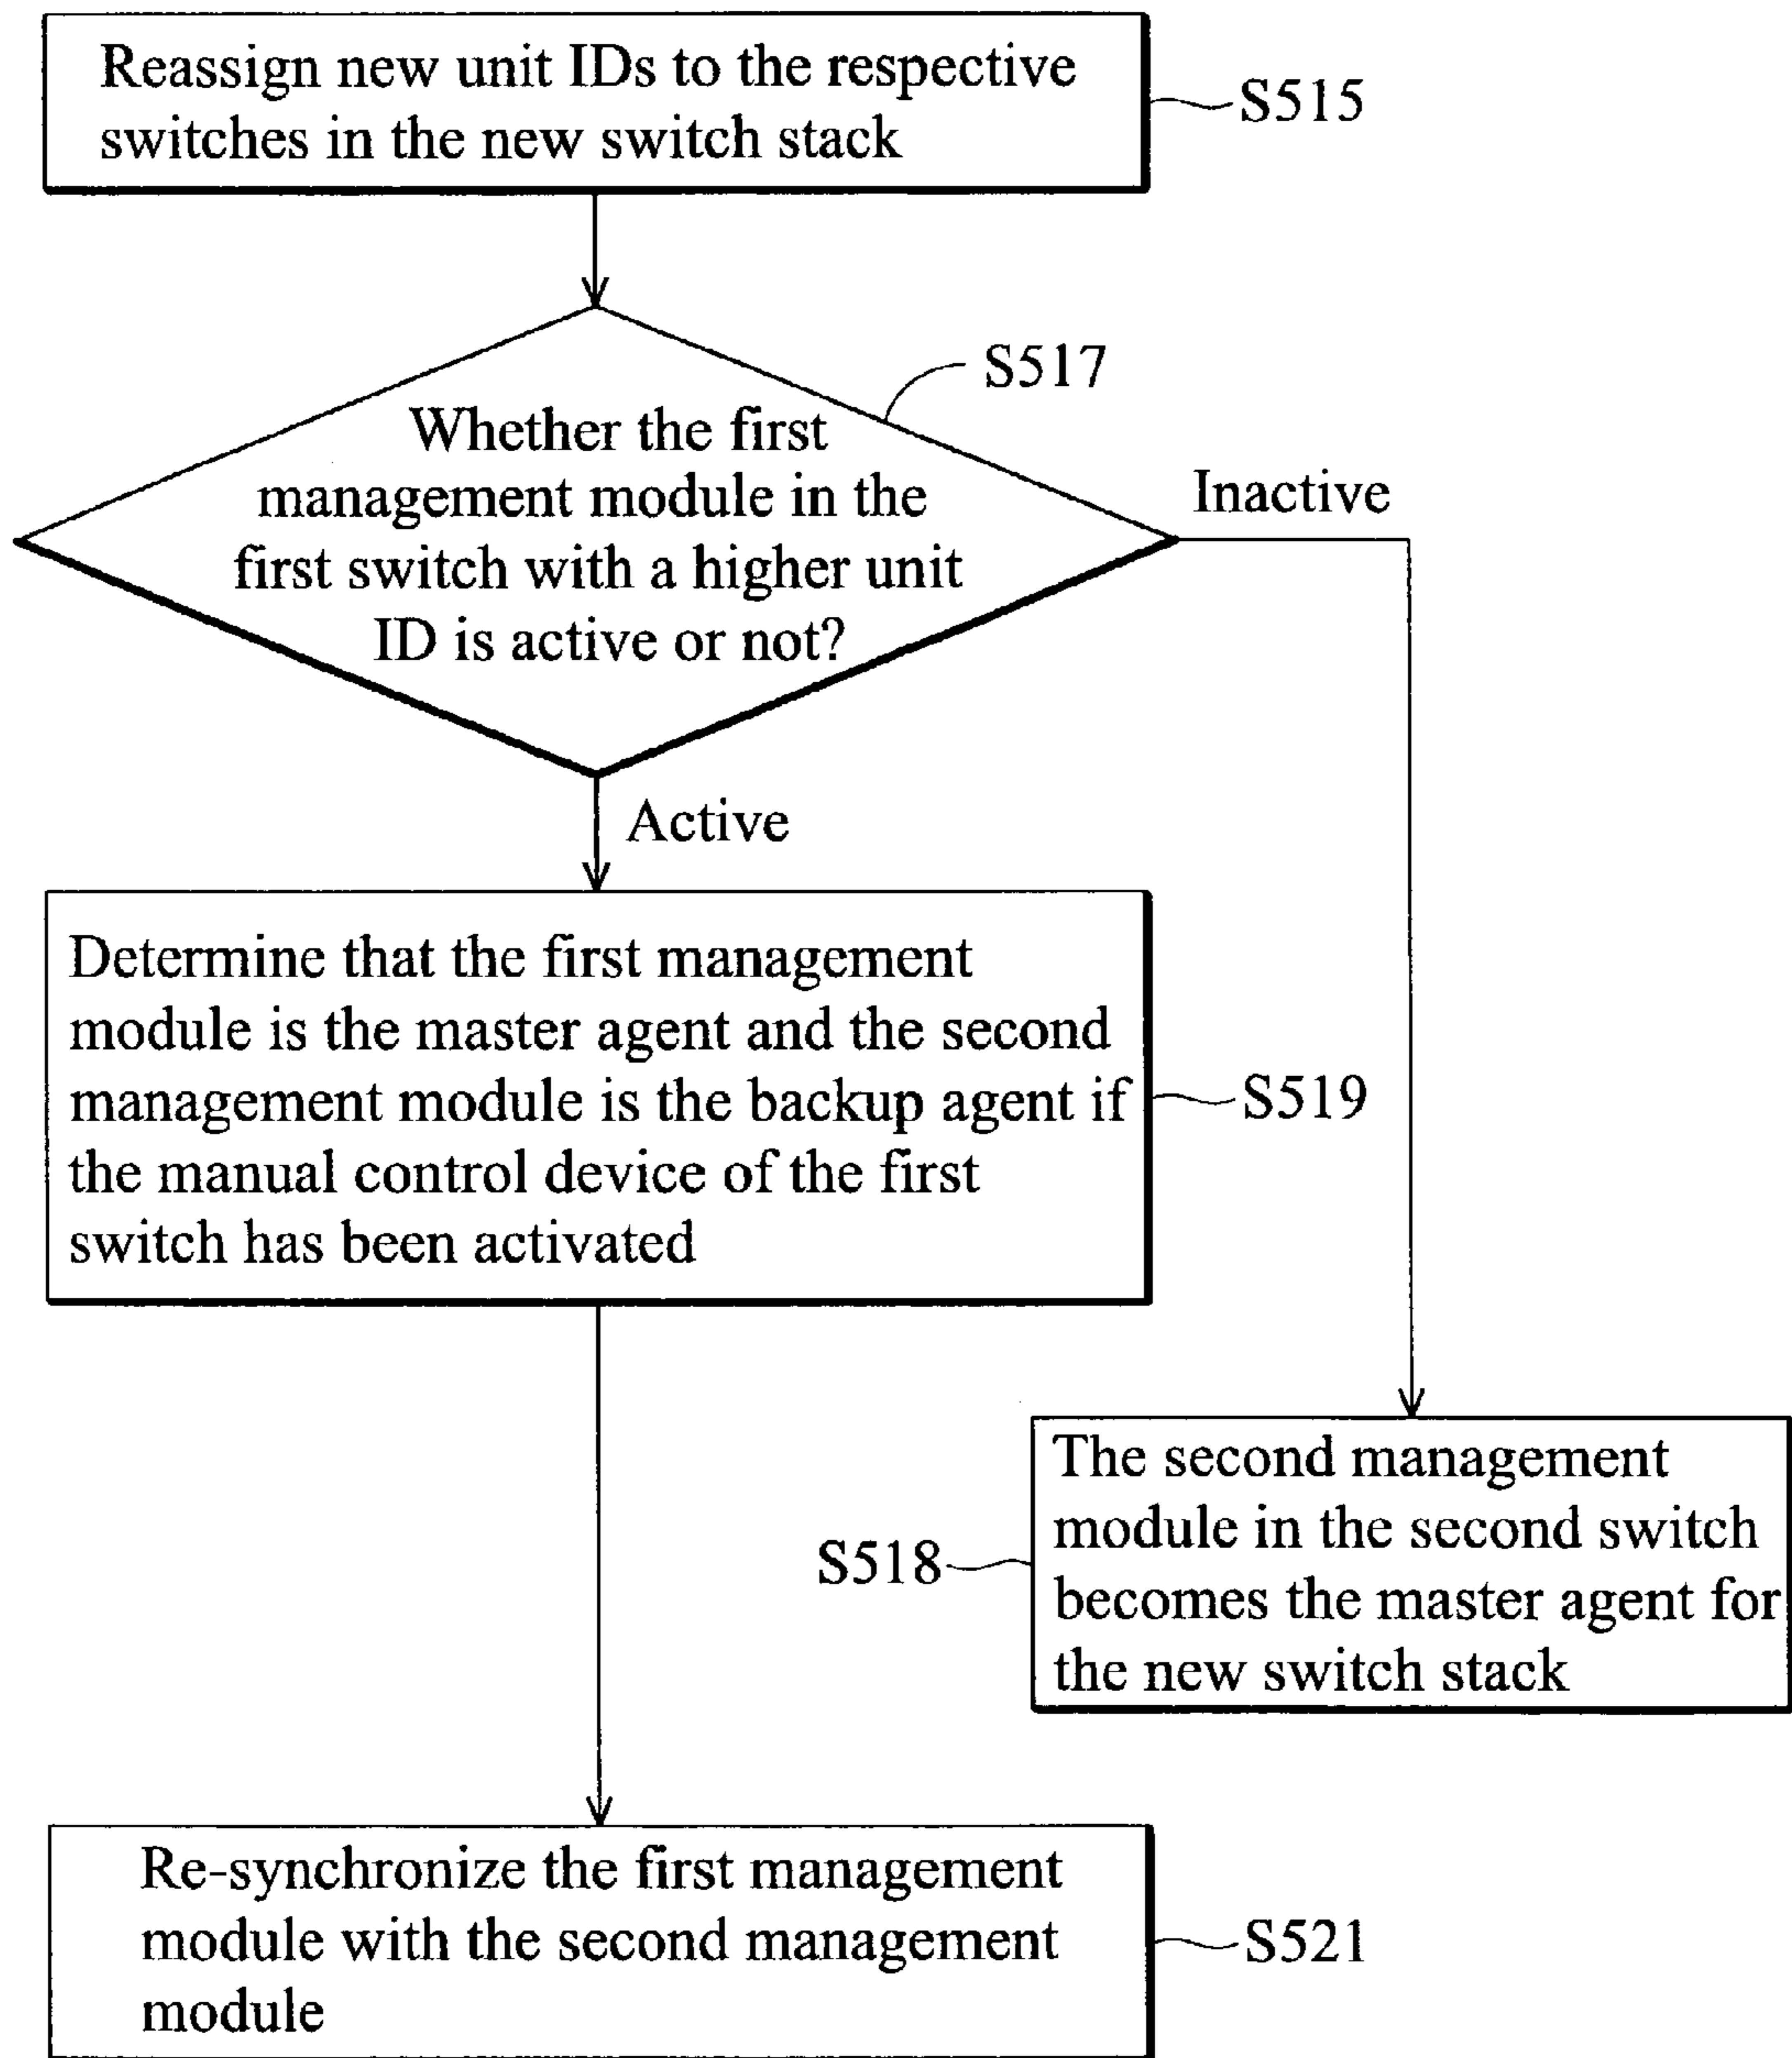 Reassign new unit IDs to the respective
switches in the new switch stack
S515
S517
Whether the first
management module in the
first switch with a higher unit
ID is active or not?
Inactive
Active
Determine that the first management
module is the master agent and the second
management module is the backup agent if
the manual control device of the first
switch has been activated
S519
The second management
module in the second switch
becomes the master agent for
the new switch stack
S518
Re-synchronize the first management
module with the second management
module
S521